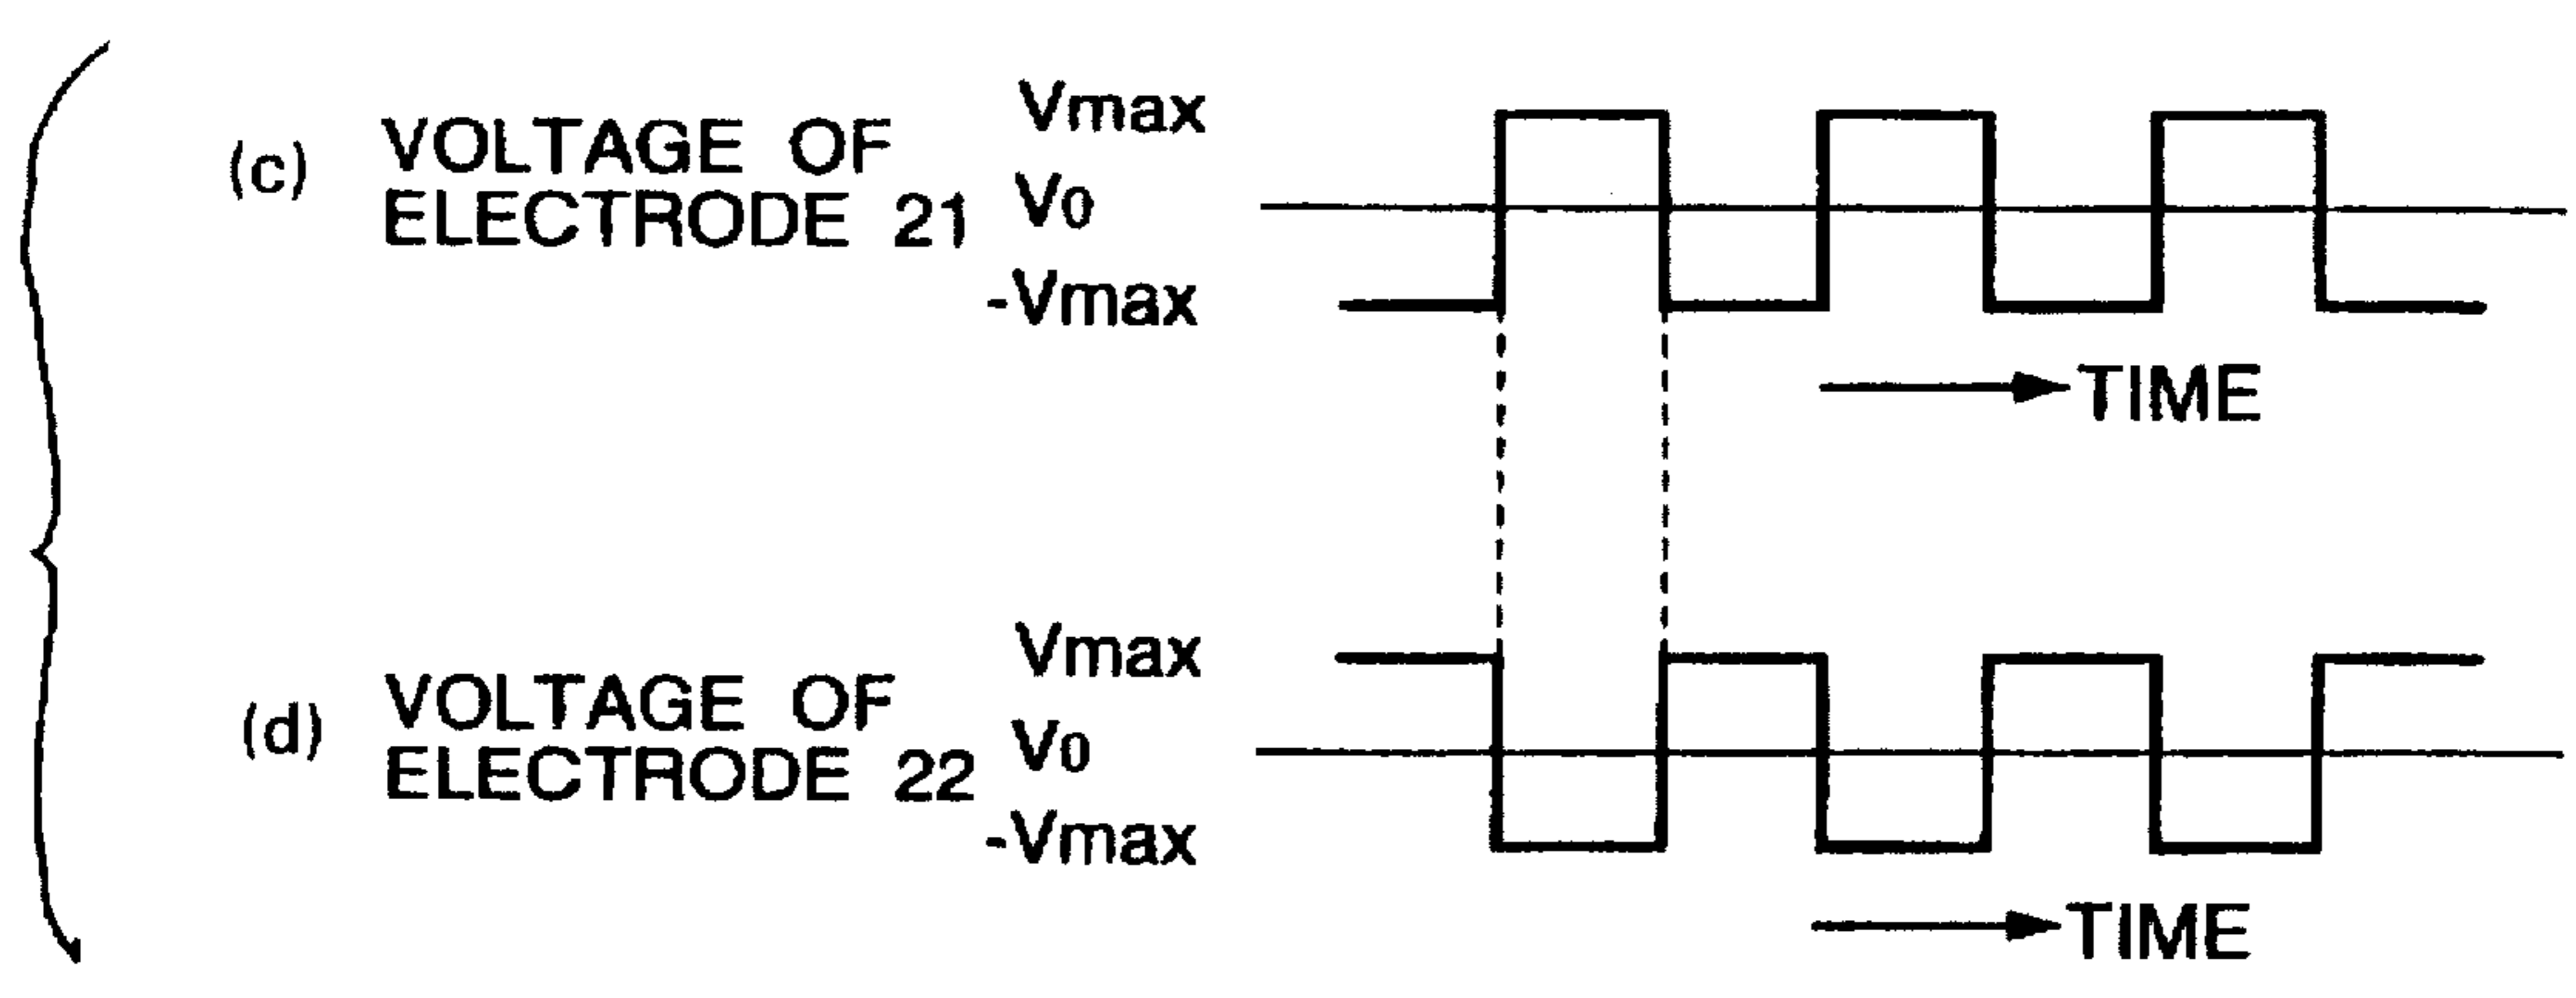 (c) VOLTAGE OF
ELECTRODE 21
Vmax
V0
-Vmax
TIME
(d) VOLTAGE OF
ELECTRODE 22
Vmax
V0
-Vmax
TIME